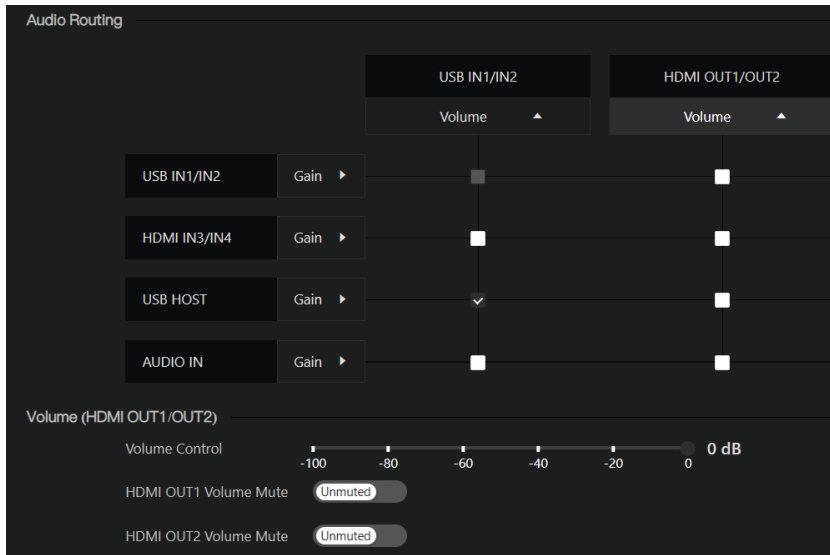 Audio Routing
USB IN1/IN2 HDMI OUT1/OUT2
Volume Volume
USB IN1/IN2 Gain
HDMI IN3/IN4 Gain
USB HOST Gain
AUDIO IN Gain
Volume (HDMI OUT1/OUT2)
Volume Control 0 dB
-100 -80 -60 -40 -20 0
HDMI OUT1 Volume Mute Unmuted
HDMI OUT2 Volume Mute Unmuted